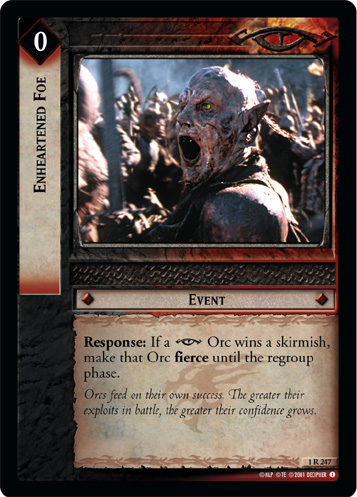 0
Enheartened Foe
Event
Response: If a Orc wins a skirmish,
make that Orc fierce until the regroup
phase.
Orcs feed on their own success. The greater their
exploits in battle, the greater their confidence grows.
1 R 247
©NLP ™TE ©2001 DECIPHER